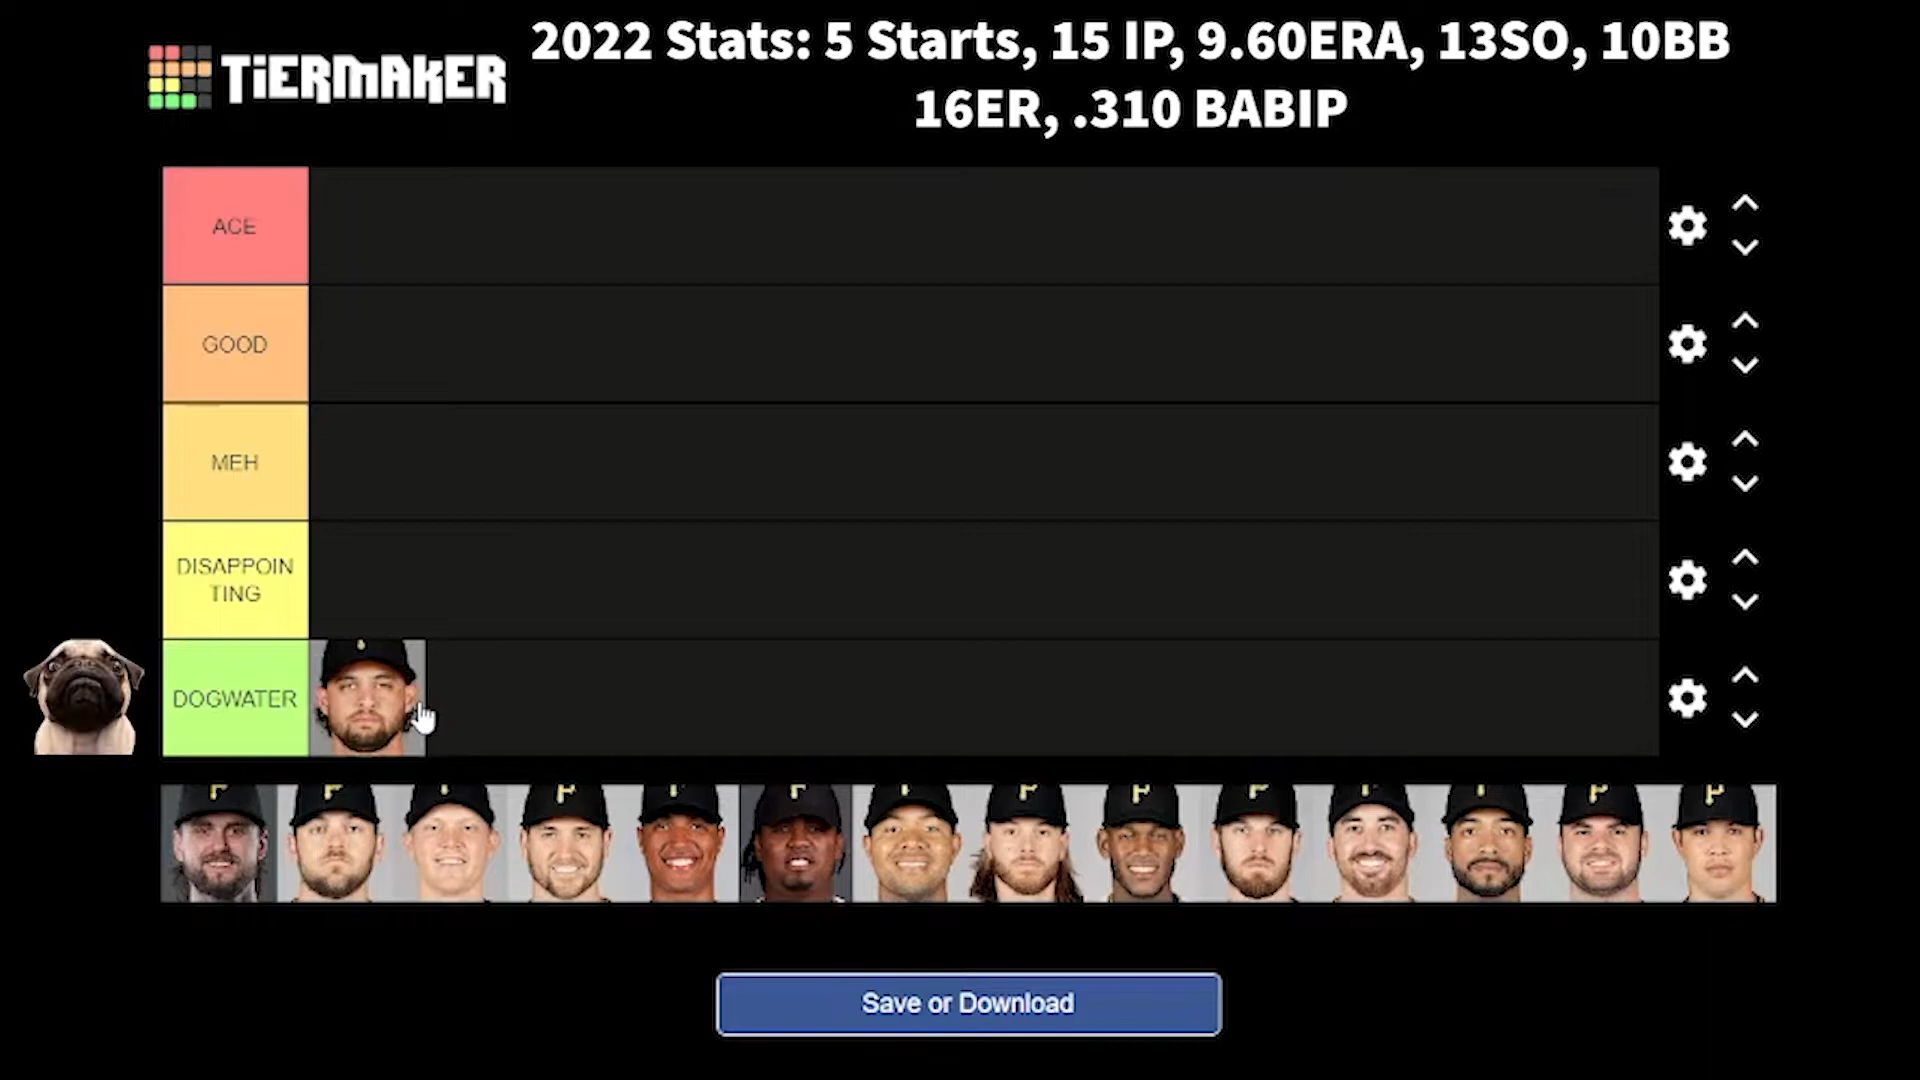 2022 Stats: 5 Starts, 15 IP, 9.60ERA, 13SO, 10BB
16ER, .310 BABIP
TiERMAKER
ACE
GOOD
MEH
DISAPPOIN
TING
DOGWATER
Save or Download